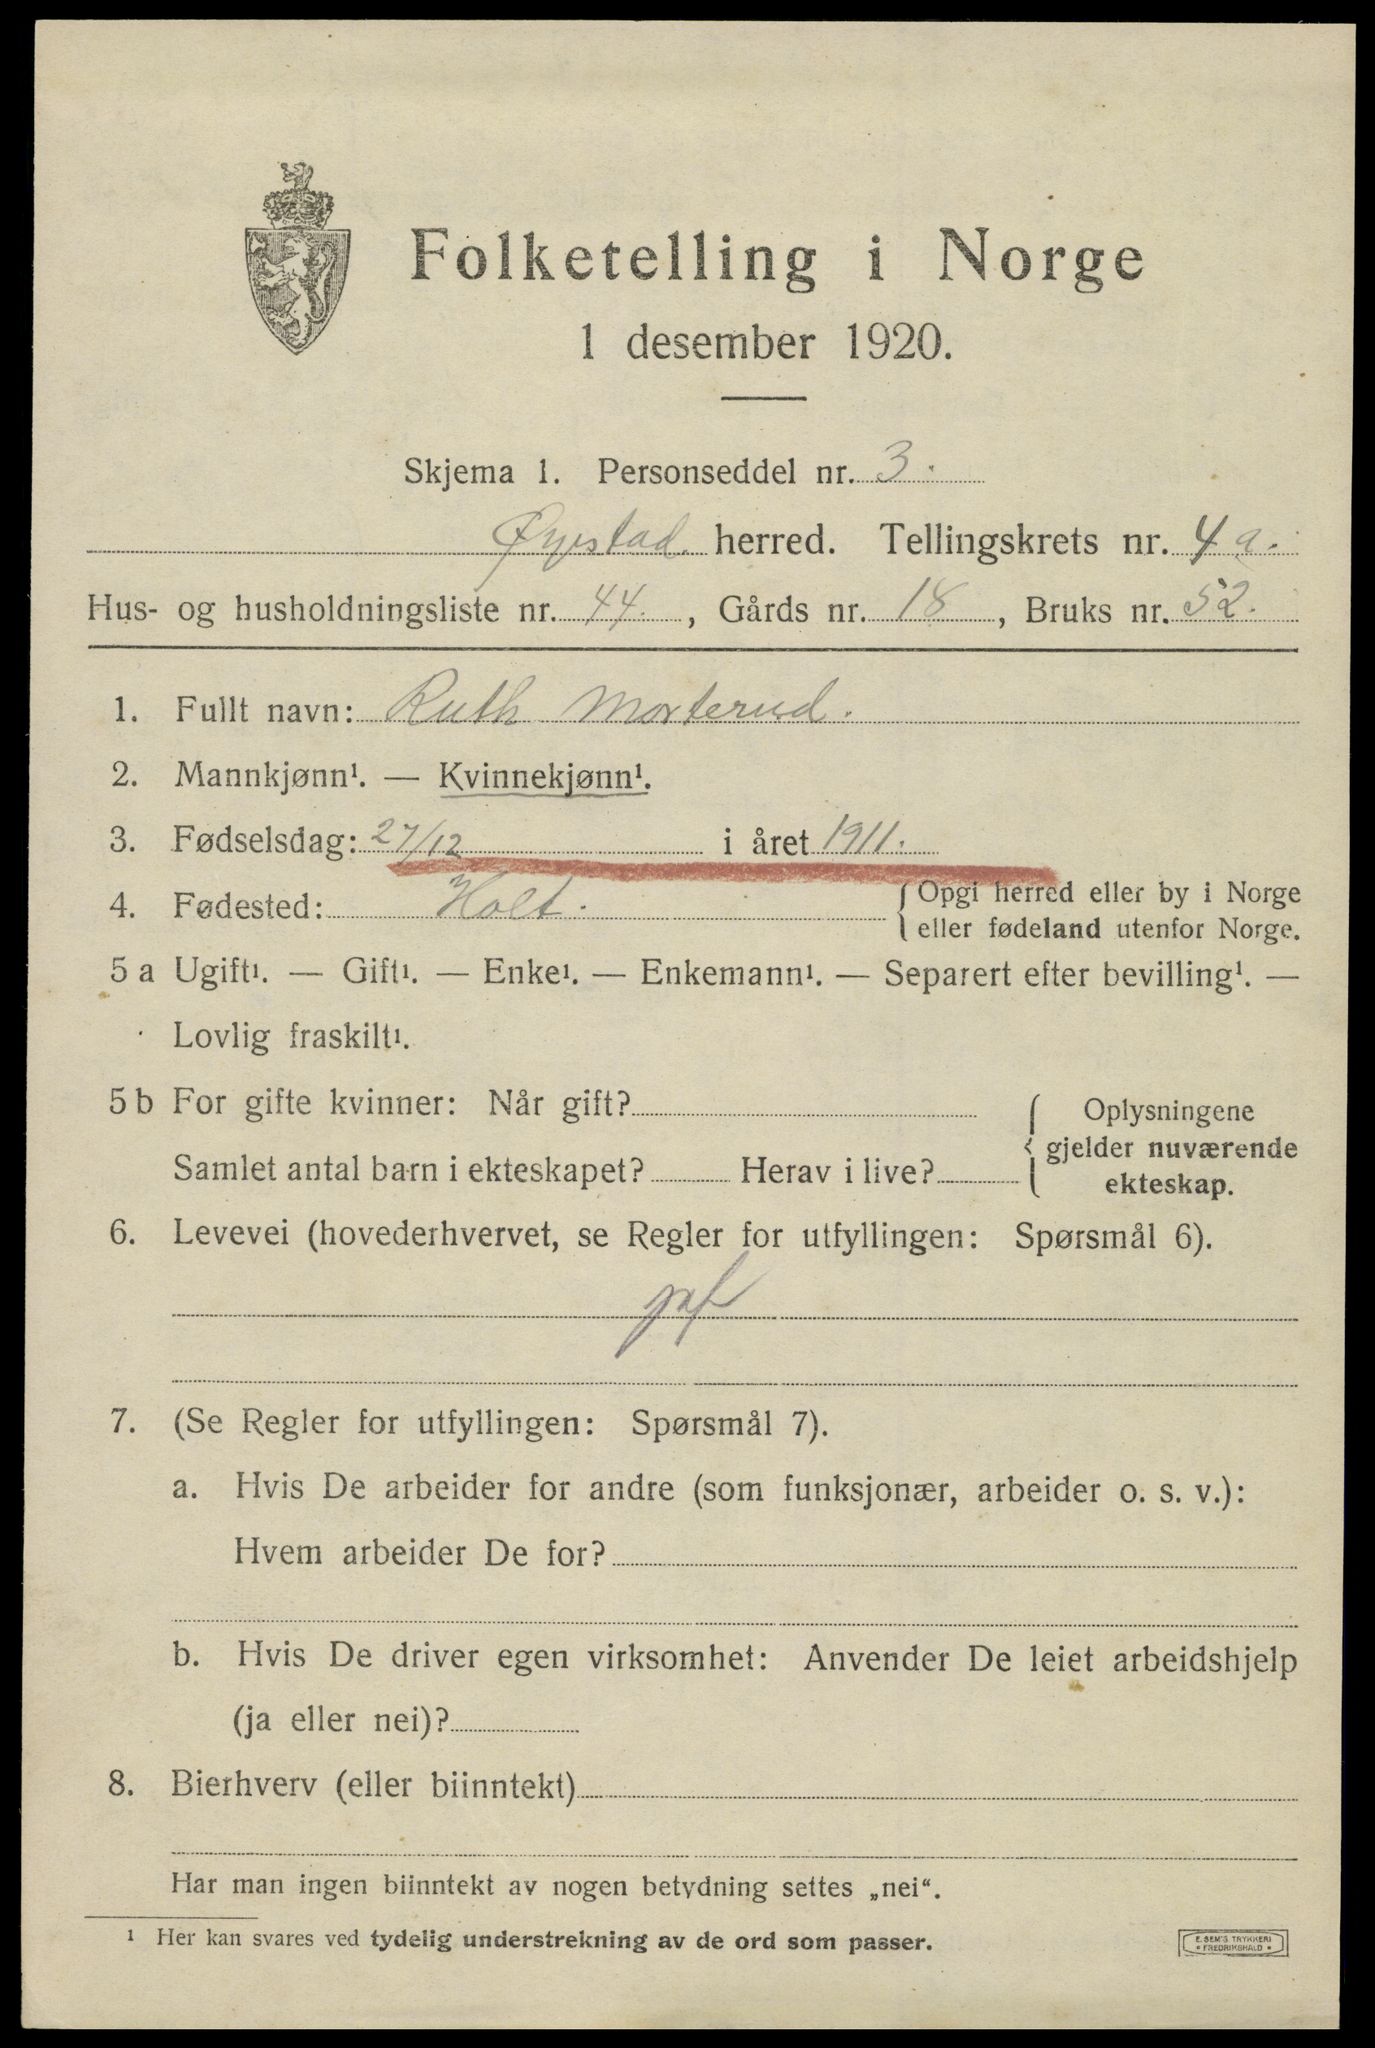 Folketelling i Norge
1 desember 1920.
Skjema 1. Personseddel nr. 3.
Øyestad herred. Tellingskrets nr. 4 a.
Hus- og husholdningsliste nr. 44. , Gårds nr. 18 , Bruks nr. 52.
1. Fullt navn: Ruth Morterud.
2. Mannkjønn¹. — Kvinnekjønn¹.
3. Fødselsdag: 27/12 i året 1911.
4. Fødested: Holt. { Opgi herred eller by i Norge
eller fødeland utenfor Norge.
5 a Ugift¹. — Gift¹. — Enke¹. — Enkemann¹. — Separert efter bevilling¹. —
Lovlig fraskilt¹.
5 b For gifte kvinner: Når gift? { Oplysningene
gjelder nuværende
Samlet antal barn i ekteskapet? Herav i live?
ekteskap.
6. Levevei (hovederhvervet, se Regler for utfyllingen: Spørsmål 6).
7. (Se Regler for utfyllingen: Spørsmål 7).
a. Hvis De arbeider for andre (som funksjonær, arbeider o. s. v.):
Hvem arbeider De for?
b. Hvis De driver egen virksomhet: Anvender De leiet arbeidshjelp
(ja eller nei)?
8. Bierhverv (eller biinntekt)
Har man ingen biinntekt av nogen betydning settes „nei“.
¹ Her kan svares ved tydelig understrekning av de ord som passer.
E. SEM'S TRYKKERI
• FREDRIKSHALD •